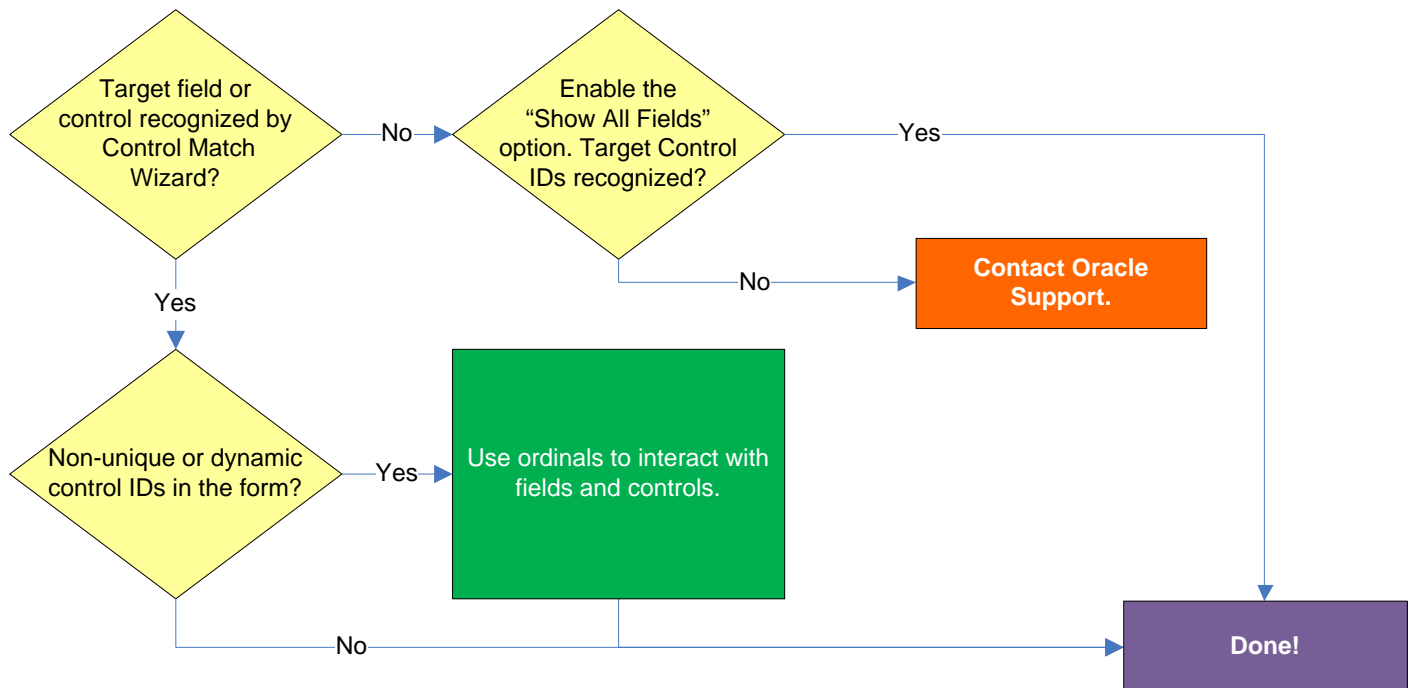 Target field or
control recognized by
Control Match
Wizard?
No
Enable the
“Show All Fields”
option. Target Control
IDs recognized?
Yes
No
Contact Oracle
Support.
Yes
Non-unique or dynamic
control IDs in the form?
Yes
Use ordinals to interact with
fields and controls.
No
Done!